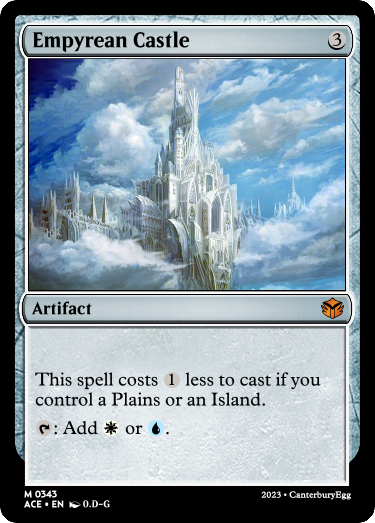 Empyrean Castle 3
Artifact
This spell costs 1 less to cast if you
control a Plains or an Island.
: Add or .
M 0343
ACE • EN O.D-G
2023 • CanterburyEgg